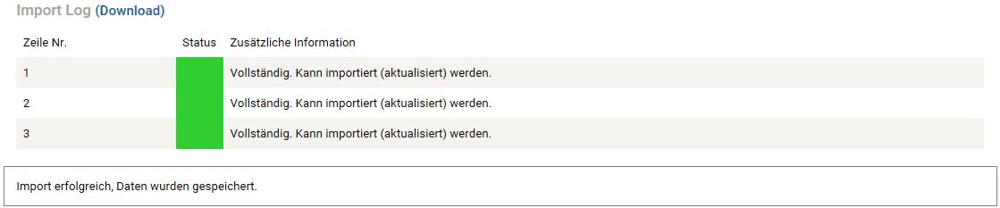 Import Log (Download)
Zeile Nr. Status Zusätzliche Information
1 Vollständig. Kann importiert (aktualisiert) werden.
2 Vollständig. Kann importiert (aktualisiert) werden.
3 Vollständig. Kann importiert (aktualisiert) werden.
Import erfolgreich, Daten wurden gespeichert.